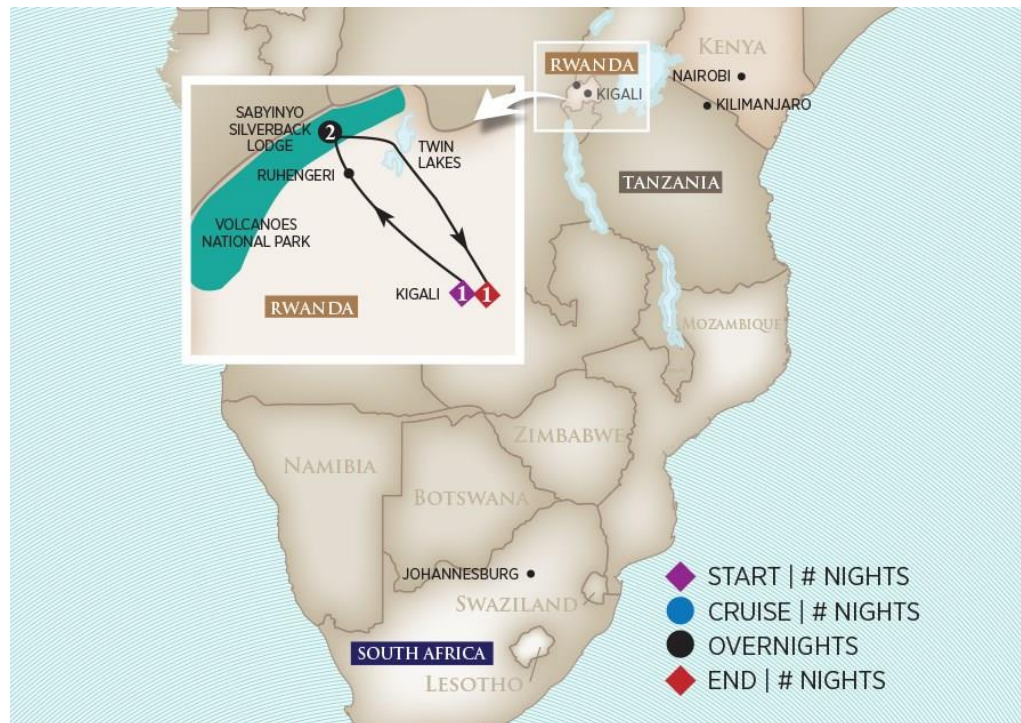 KENYA
RWANDA
NAIROBI
KIGALI
KILIMANJARO
SABYINYO
SILVERBACK
LODGE
2
TWIN
LAKES
RUHENGERI
TANZANIA
VOLCANOES
NATIONAL PARK
KIGALI
1
1
RWANDA
MOZAMBIQUE
ZIMBABWE
NAMIBIA
BOTSWANA
JOHANNESBURG
SWAZILAND
SOUTH AFRICA
LESOTHO
START | # NIGHTS
CRUISE | # NIGHTS
OVERNIGHTS
END | # NIGHTS